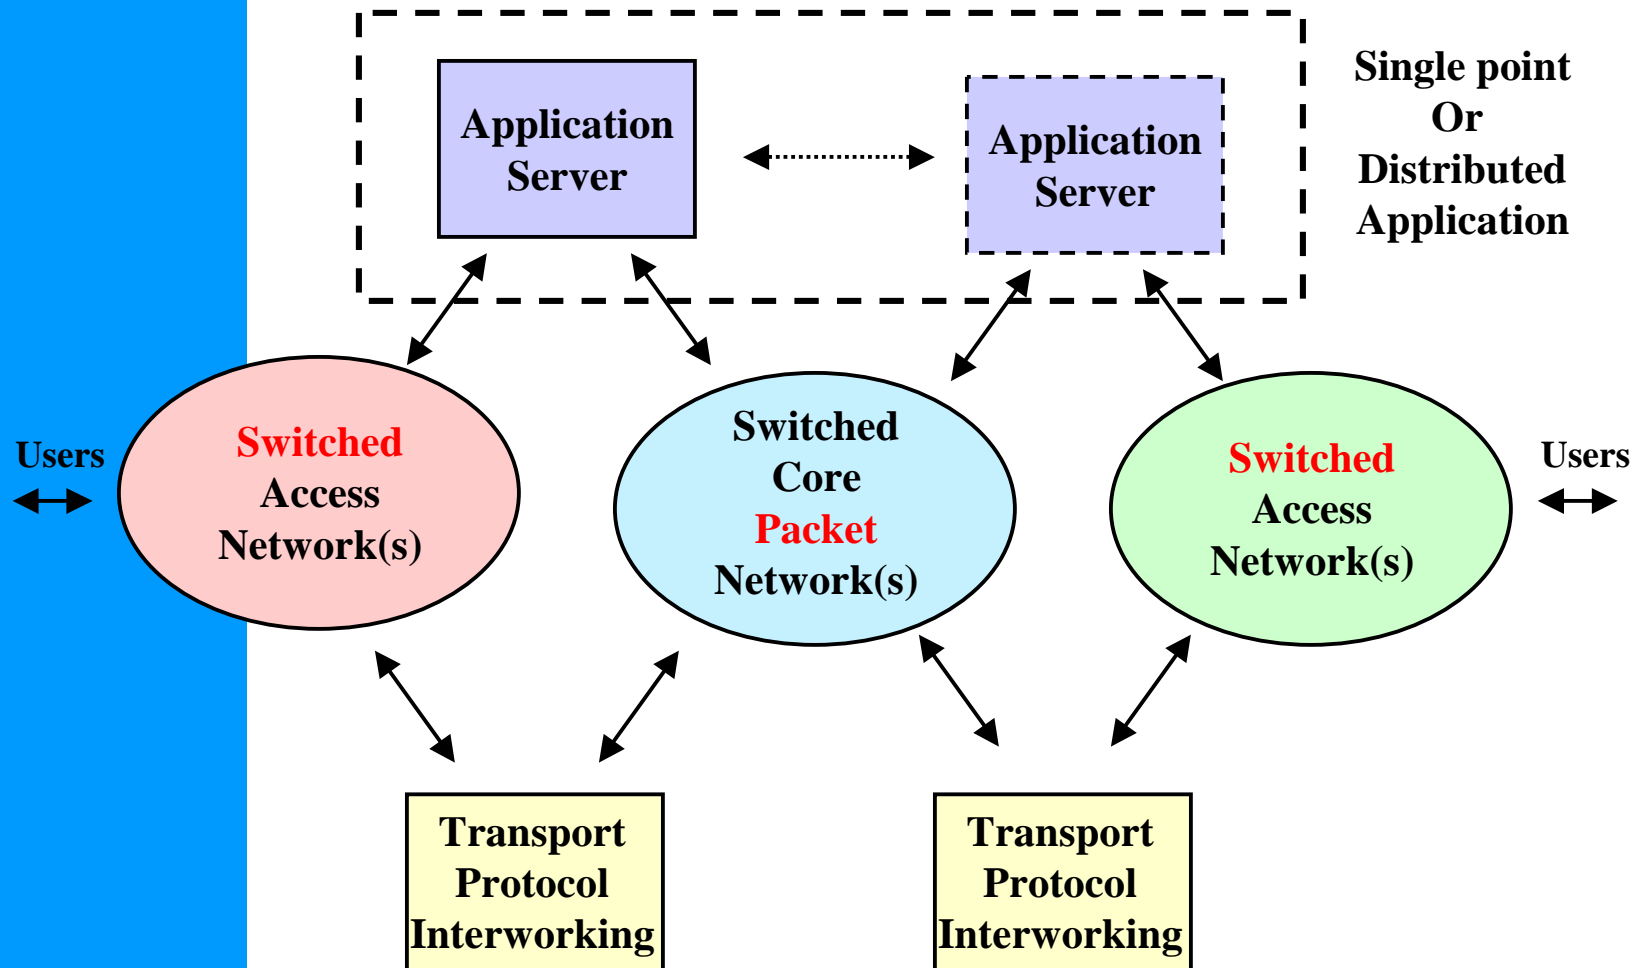 Application
Server
Application
Server
Single point
Or
Distributed
Application
Users
Switched
Access
Network(s)
Switched
Core
Packet
Network(s)
Switched
Access
Network(s)
Users
Transport
Protocol
Interworking
Transport
Protocol
Interworking